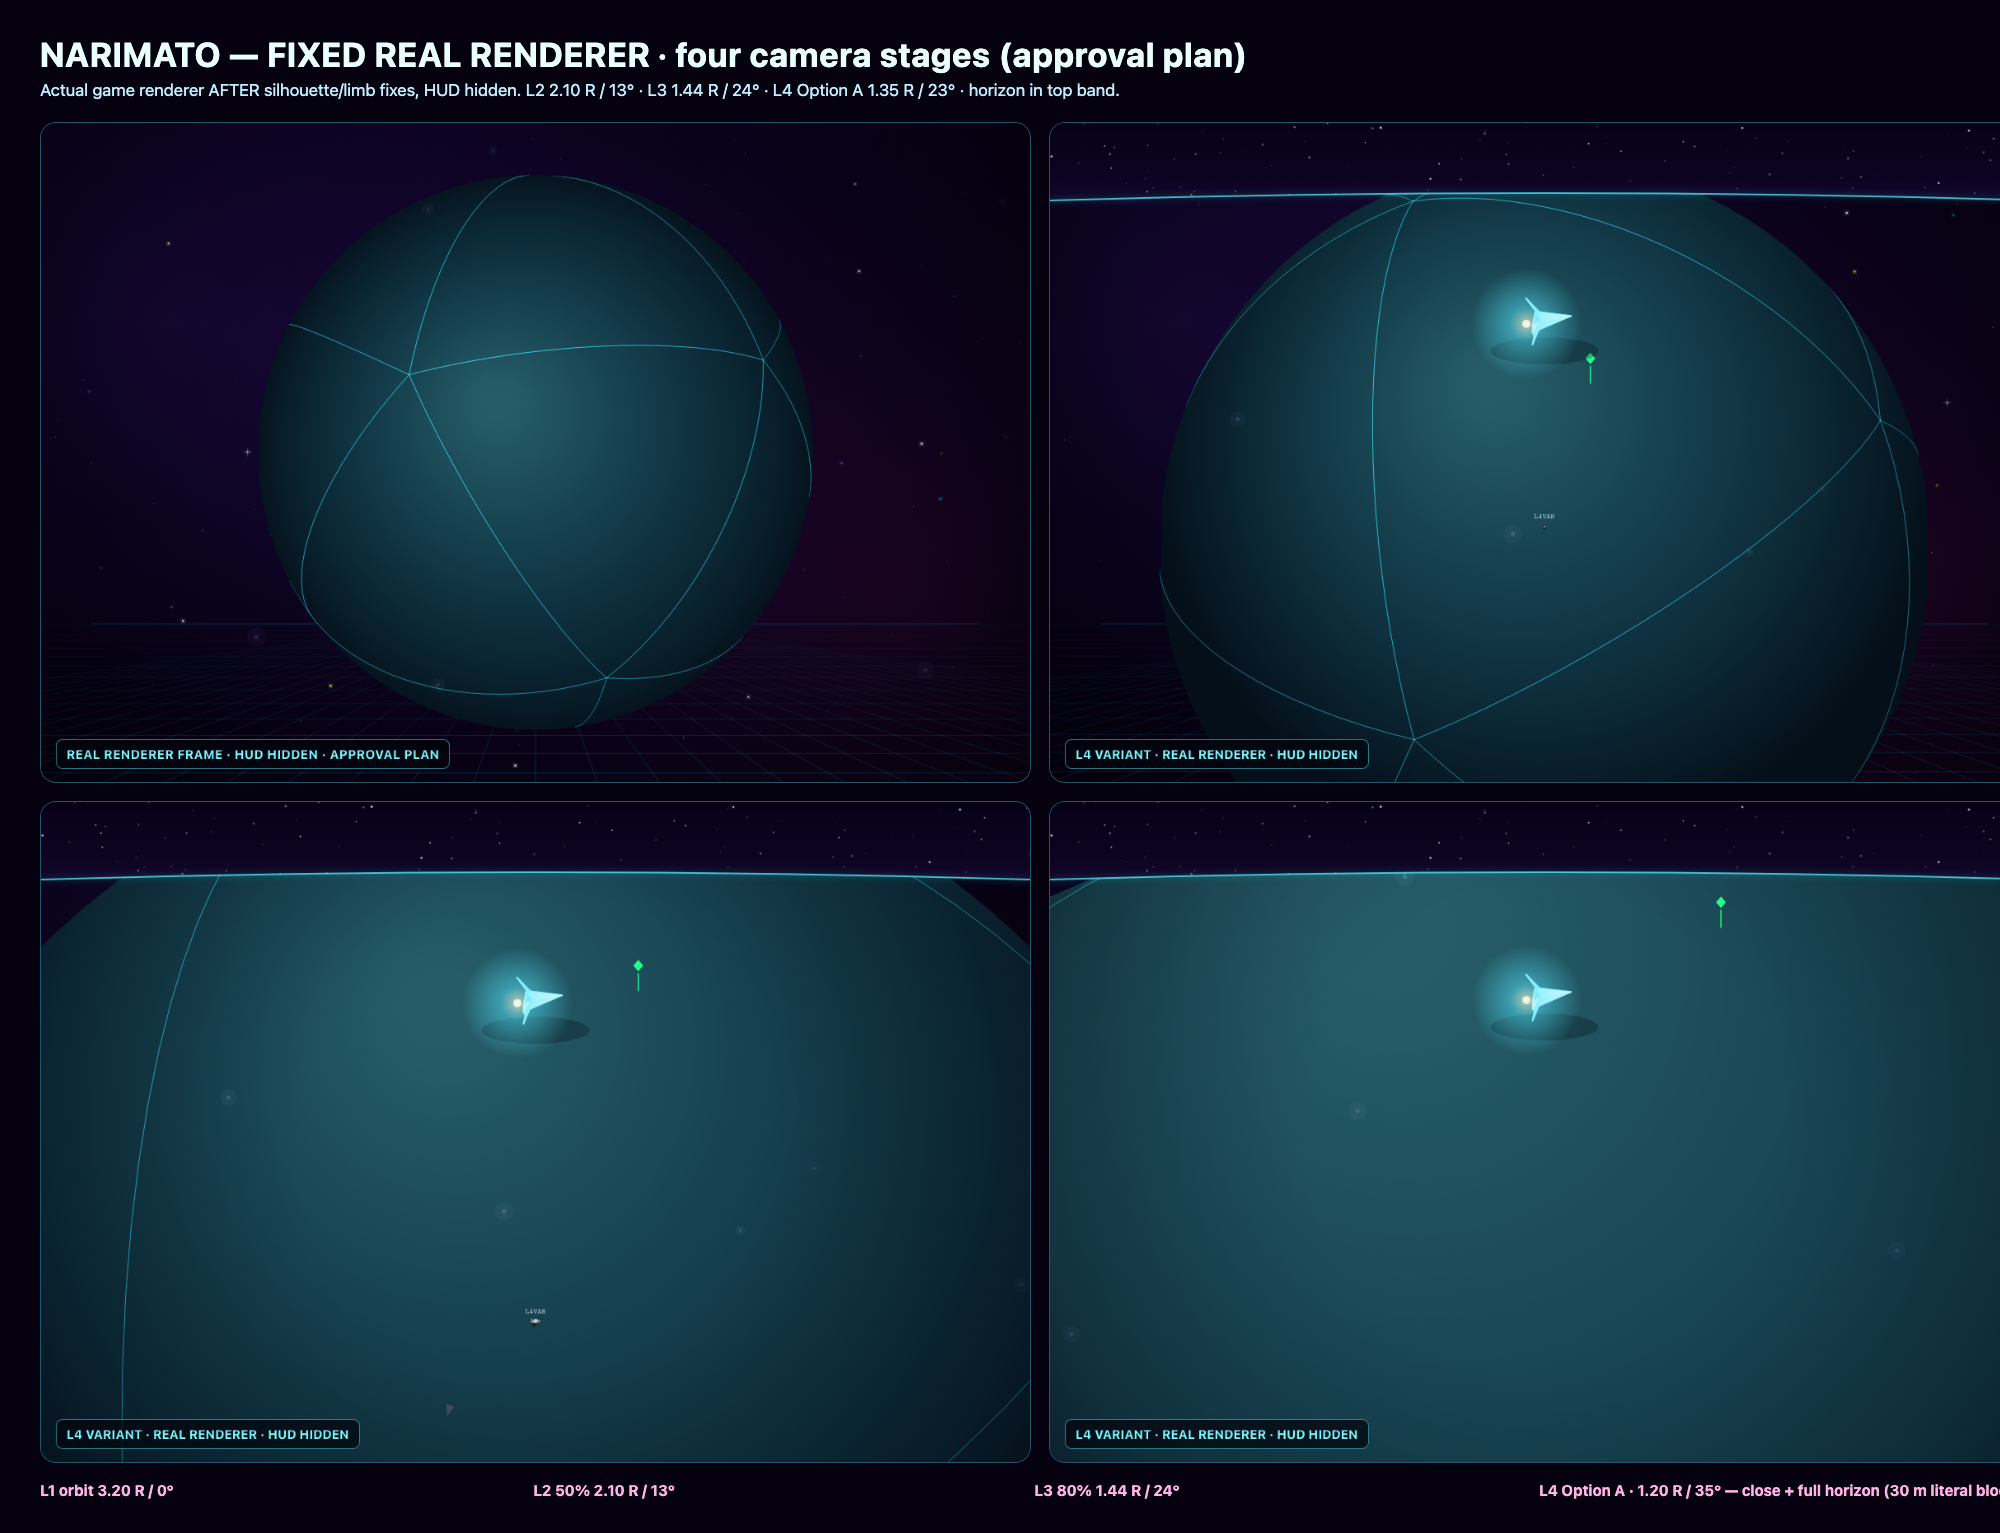 NARIMATO — FIXED REAL RENDERER · four camera stages (approval plan)
Actual game renderer AFTER silhouette/limb fixes, HUD hidden. L2 2.10 R / 13° · L3 1.44 R / 24° · L4 Option A 1.35 R / 23° · horizon in top band.
L4VAR
REAL RENDERER FRAME · HUD HIDDEN · APPROVAL PLAN
L4 VARIANT · REAL RENDERER · HUD HIDDEN
L4VAR
L4 VARIANT · REAL RENDERER · HUD HIDDEN
L4 VARIANT · REAL RENDERER · HUD HIDDEN
L1 orbit 3.20 R / 0°
L2 50% 2.10 R / 13°
L3 80% 1.44 R / 24°
L4 Option A · 1.20 R / 35° — close + full horizon (30 m literal